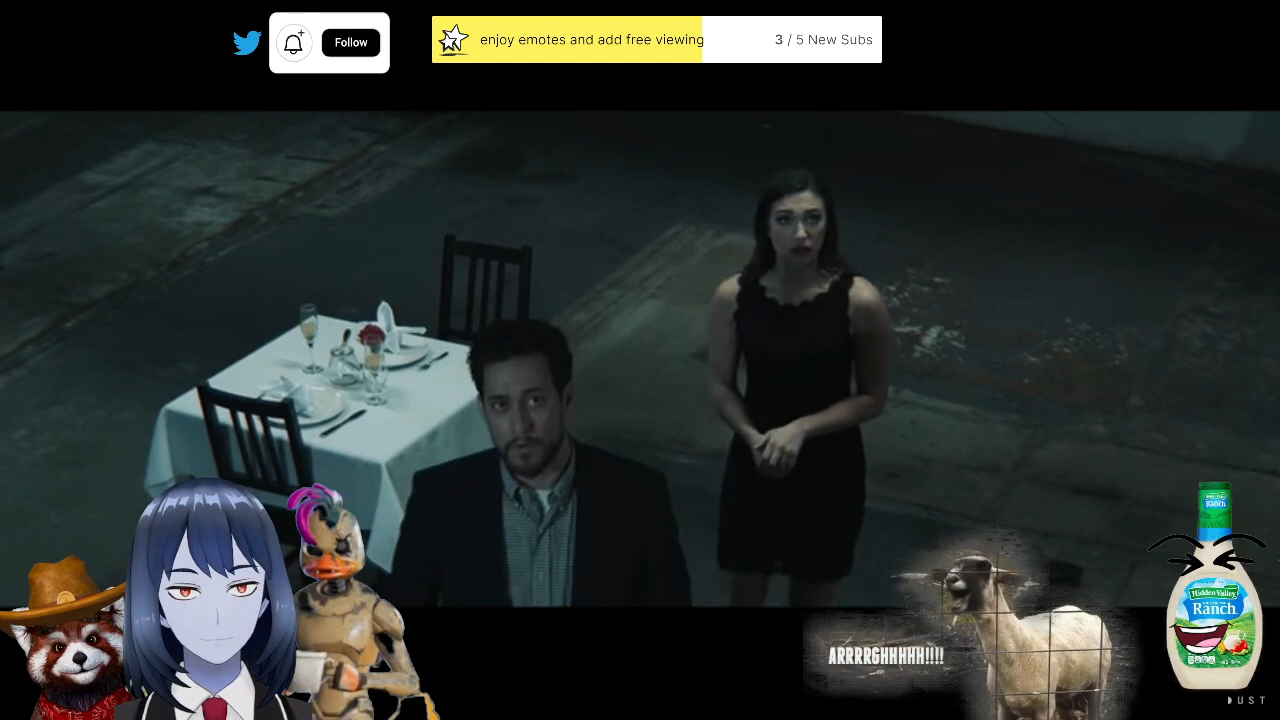 Follow
enjoy emotes and add free viewing
3 / 5 New Subs
ARRRRGHHHHH!!!!
Hidden Valley
Ranch
DUST